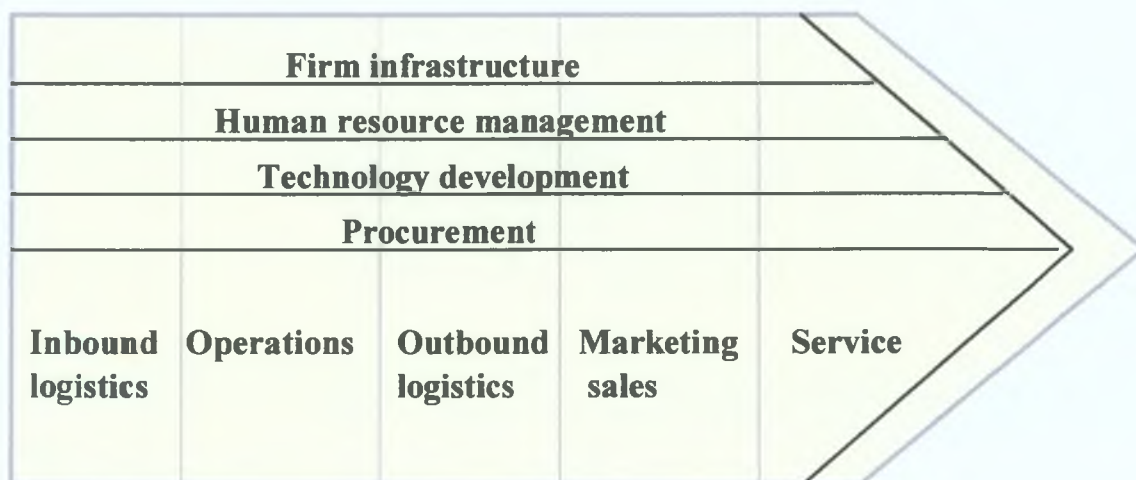 Firm infrastructure
Human resource management
Technology development
Procurement
Inbound
logistics
Operations
Outbound
logistics
Marketing
sales
Service